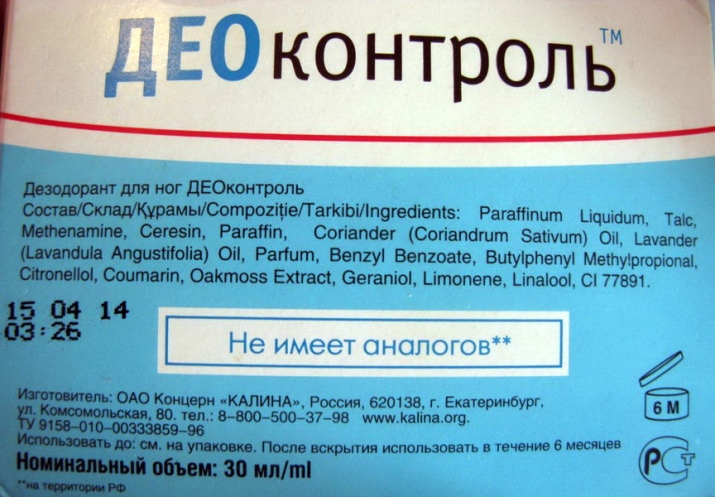 ДЕОконтроль™
Дезодорант для ног ДЕОконтроль
Состав/Склад/Құрамы/Compoziţie/Tarkibi/Ingredients: Paraffinum Liquidum, Talc,
Methenamine, Ceresin, Paraffin, Coriander (Coriandrum Sativum) Oil, Lavander
(Lavandula Angustifolia) Oil, Parfum, Benzyl Benzoate, Butylphenyl Methylpropional,
Citronellol, Coumarin, Oakmoss Extract, Geraniol, Limonene, Linalool, CI 77891.
15 04 14
03:26
Не имеет аналогов**
Изготовитель: ОАО Концерн «КАЛИНА», Россия, 620138, г. Екатеринбург,
ул. Комсомольская, 80. тел.: 8–800–500–37–98 www.kalina.org.
ТУ 9158–010–00333859–96
Использовать до: см. на упаковке. После вскрытия использовать в течение 6 месяцев
6 M
Номинальный объем: 30 мл/ml
РСТ
**на территории РФ